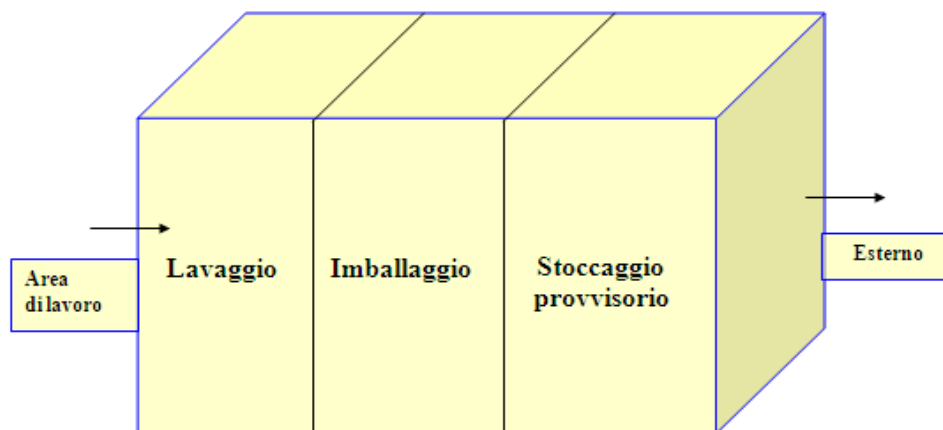 Area
di lavoro
Lavaggio
Imballaggio
Stoccaggio
provvisorio
Esterno